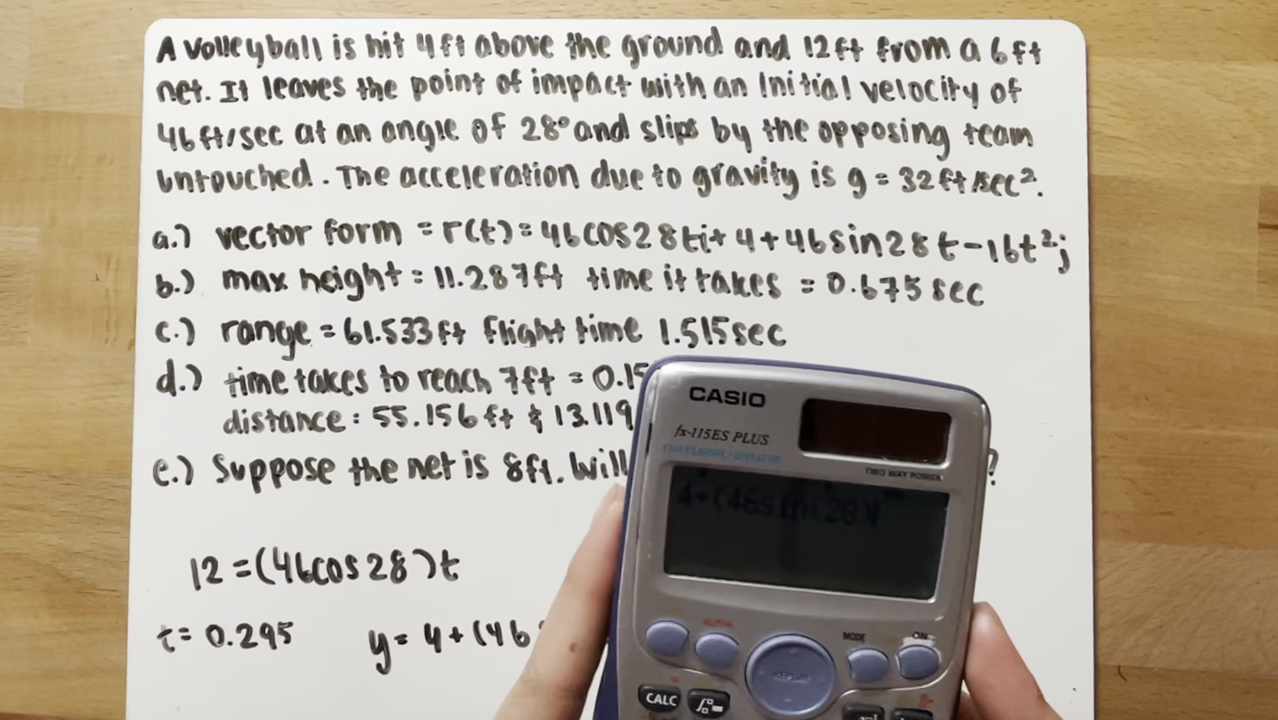 A volleyball is hit 4ft above the ground and 12ft from a 6ft
net. It leaves the point of impact with an initial velocity of
46ft/sec at an angle of 28° and slips by the opposing team
untouched. The acceleration due to gravity is g = 32ft/sec².
a.) vector form = r(t) = 46cos28ti + 4 + 46sin28t - 16t²j
b.) max height = 11.287ft time it takes = 0.675sec
c.) range = 61.533ft flight time 1.515sec
d.) time takes to reach 7ft = 0.15
distance: 55.156ft & 13.119
e.) Suppose the net is 8ft. Will ?
12 = (46cos28)t
t = 0.295 y = 4 + (46
CASIO
fx-115ES PLUS
TWO WAY POWER
4+(46sin(28)
ALPHA MODE ON
REPLAY
CALC